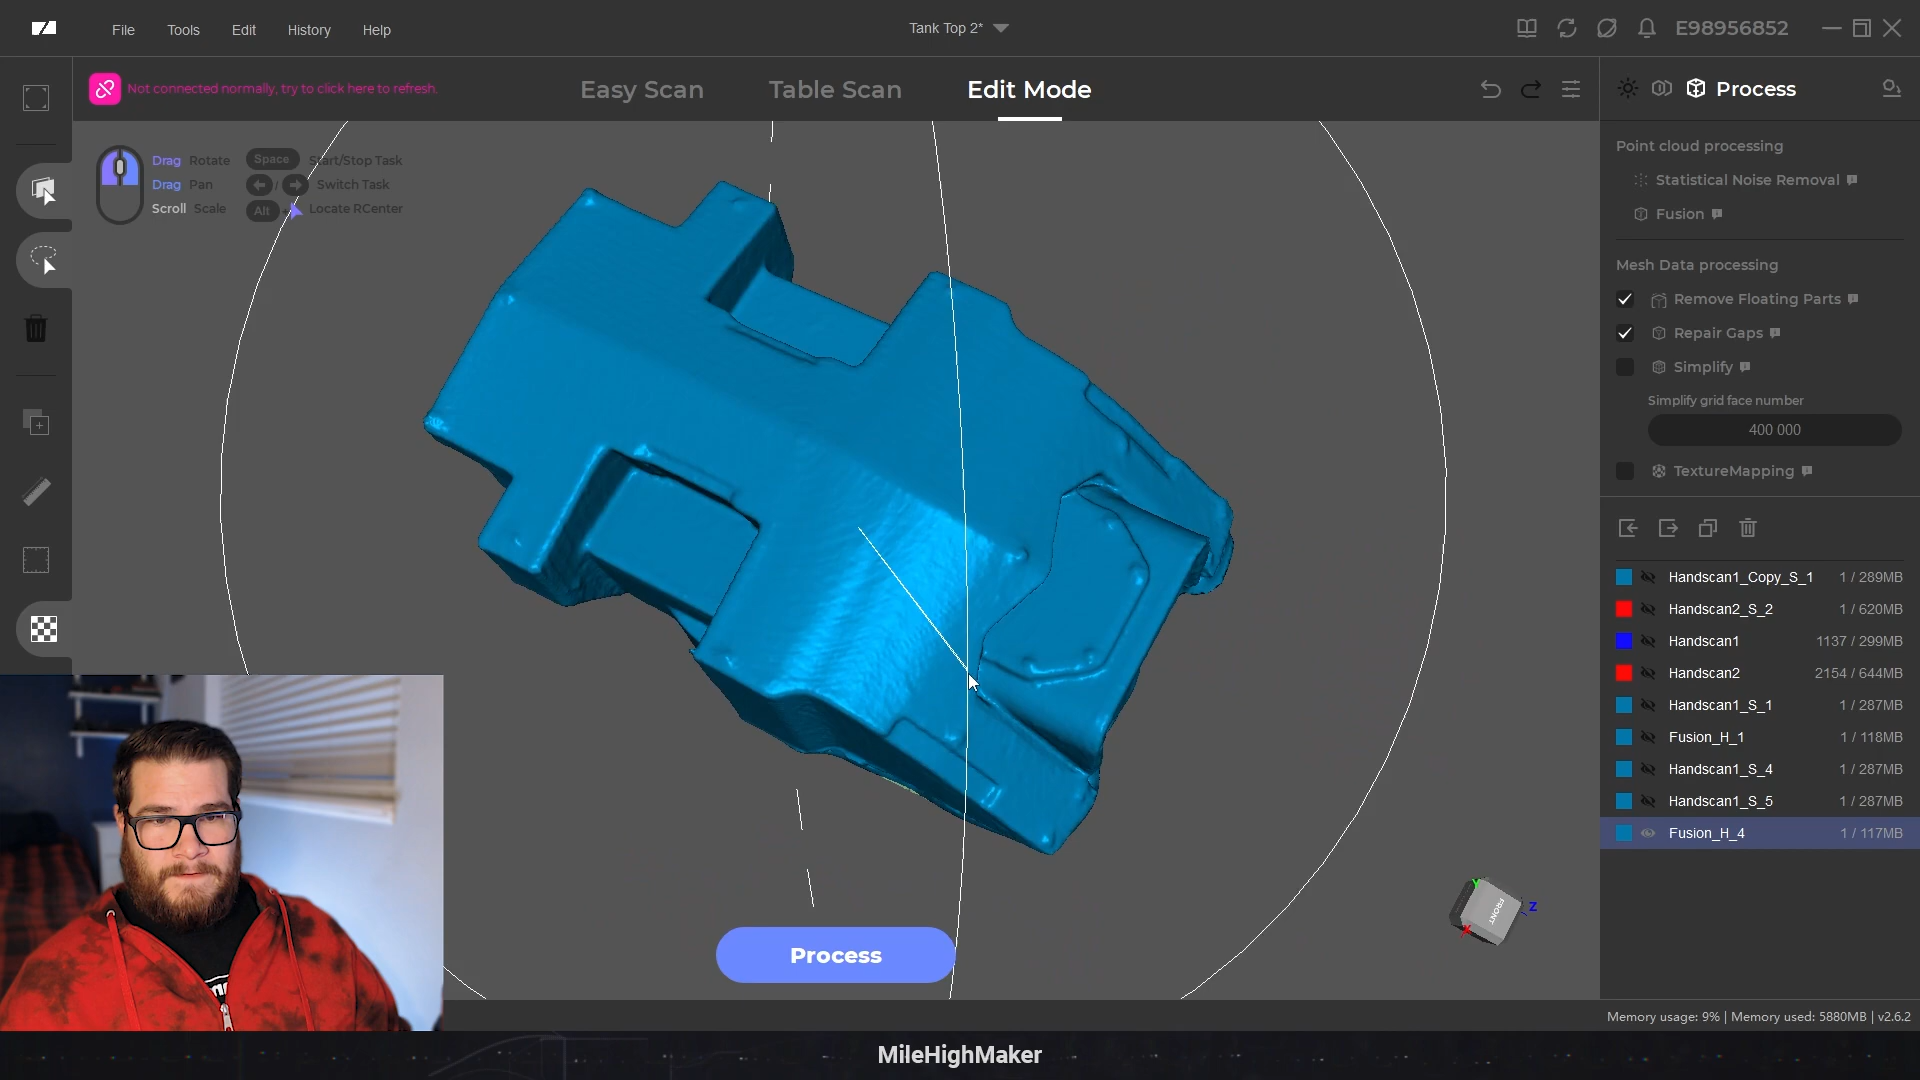 File Tools Edit History Help
Tank Top 2*
E98956852
Not connected normally, try to click here to refresh.
Easy Scan
Table Scan
Edit Mode
Process
Drag Rotate Space Start/Stop Task
Drag Pan / Switch Task
Scroll Scale Alt Locate RCenter
Point cloud processing
Statistical Noise Removal
Fusion
Mesh Data processing
Remove Floating Parts
Repair Gaps
Simplify
Simplify grid face number
400 000
TextureMapping
Handscan1_Copy_S_1 1 / 289MB
Handscan2_S_2 1 / 620MB
Handscan1 1137 / 299MB
Handscan2 2154 / 644MB
Handscan1_S_1 1 / 287MB
Fusion_H_1 1 / 118MB
Handscan1_S_4 1 / 287MB
Handscan1_S_5 1 / 287MB
Fusion_H_4 1 / 117MB
Y
FRONT
Z
X
Process
Memory usage: 9% | Memory used: 5880MB | v2.6.2
MileHighMaker